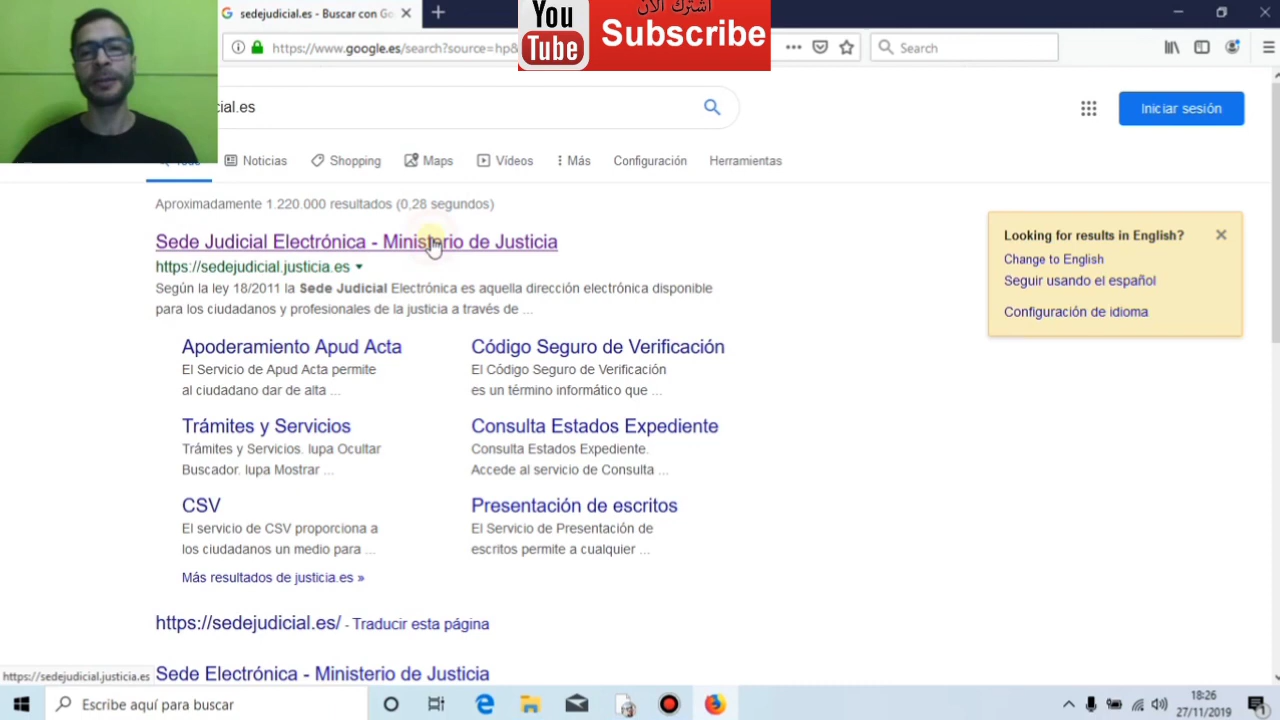 sedejudicial.es - Buscar con Go
اشترك الآن
You
Tube
Subscribe
https://www.google.es/search?source=hp&
Search
cial.es
Iniciar sesión
Todo
Noticias
Shopping
Maps
Vídeos
Más
Configuración
Herramientas
Aproximadamente 1.220.000 resultados (0,28 segundos)
Sede Judicial Electrónica - Ministerio de Justicia
https://sedejudicial.justicia.es
Según la ley 18/2011 la Sede Judicial Electrónica es aquella dirección electrónica disponible
para los ciudadanos y profesionales de la justicia a través de ...
Apoderamiento Apud Acta
El Servicio de Apud Acta permite
al ciudadano dar de alta ...
Código Seguro de Verificación
El Código Seguro de Verificación
es un término informático que ...
Trámites y Servicios
Trámites y Servicios. lupa Ocultar
Buscador. lupa Mostrar ...
Consulta Estados Expediente
Consulta Estados Expediente.
Accede al servicio de Consulta ...
CSV
El servicio de CSV proporciona a
los ciudadanos un medio para ...
Presentación de escritos
El Servicio de Presentación de
escritos permite a cualquier ...
Más resultados de justicia.es »
https://sedejudicial.es/ - Traducir esta página
Sede Electrónica - Ministerio de Justicia
Looking for results in English?
Change to English
Seguir usando el español
Configuración de idioma
https://sedejudicial.justicia.es
Escribe aquí para buscar
18:26
27/11/2019
1